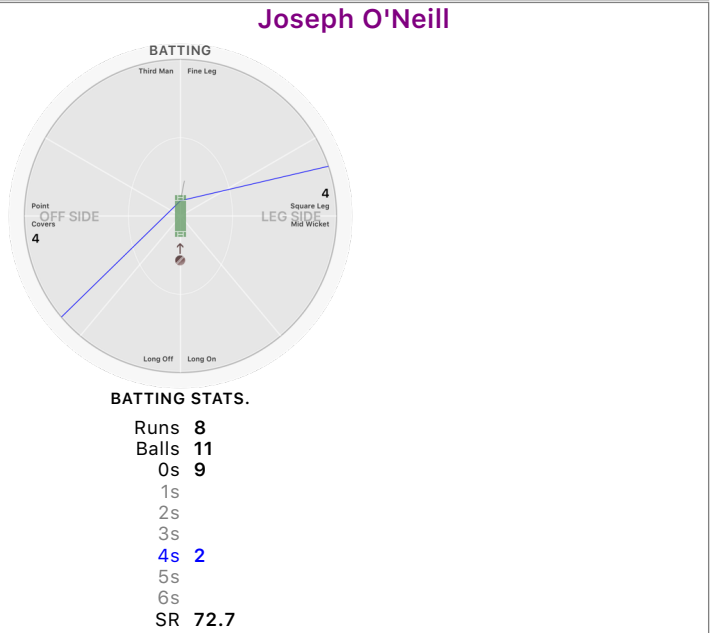 Joseph O'Neill
BATTING
Third Man Fine Leg
4
Point Square Leg
OFF SIDE LEG SIDE
Covers Mid Wicket
4
Long Off Long On
BATTING STATS.
Runs 8
Balls 11
0s 9
1s
2s
3s
4s 2
5s
6s
SR 72.7